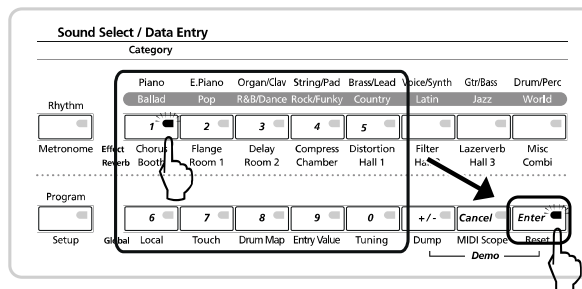 Sound Select / Data Entry
Category
Piano E.Piano Organ/Clav String/Pad Brass/Lead Voice/Synth Gtr/Bass Drum/Perc
Rhythm Ballad Pop R&B/Dance Rock/Funky Country Latin Jazz World
1 2 3 4 5
Metronome Effect Chorus Flange Delay Compress Distortion Filter Lazerverb Misc
Reverb Booth Room 1 Room 2 Chamber Hall 1 Hall 3 Combi
Program
6 7 8 9 0 +/- Cancel Enter
Setup Global Local Touch Drum Map Entry Value Tuning Dump MIDI Scope Reset
Demo